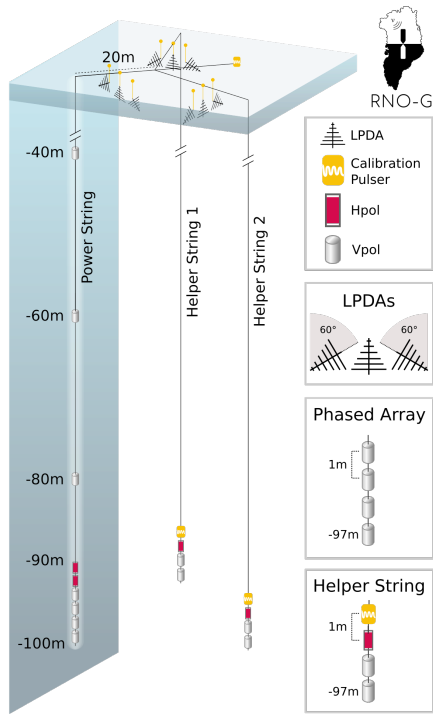 20m
RNO-G
-40m
-60m
-80m
-90m
-100m
Power String
Helper String 1
Helper String 2
LPDA
Calibration
Pulser
Hpol
Vpol
LPDAs
60°
60°
Phased Array
1m
-97m
Helper String
1m
-97m